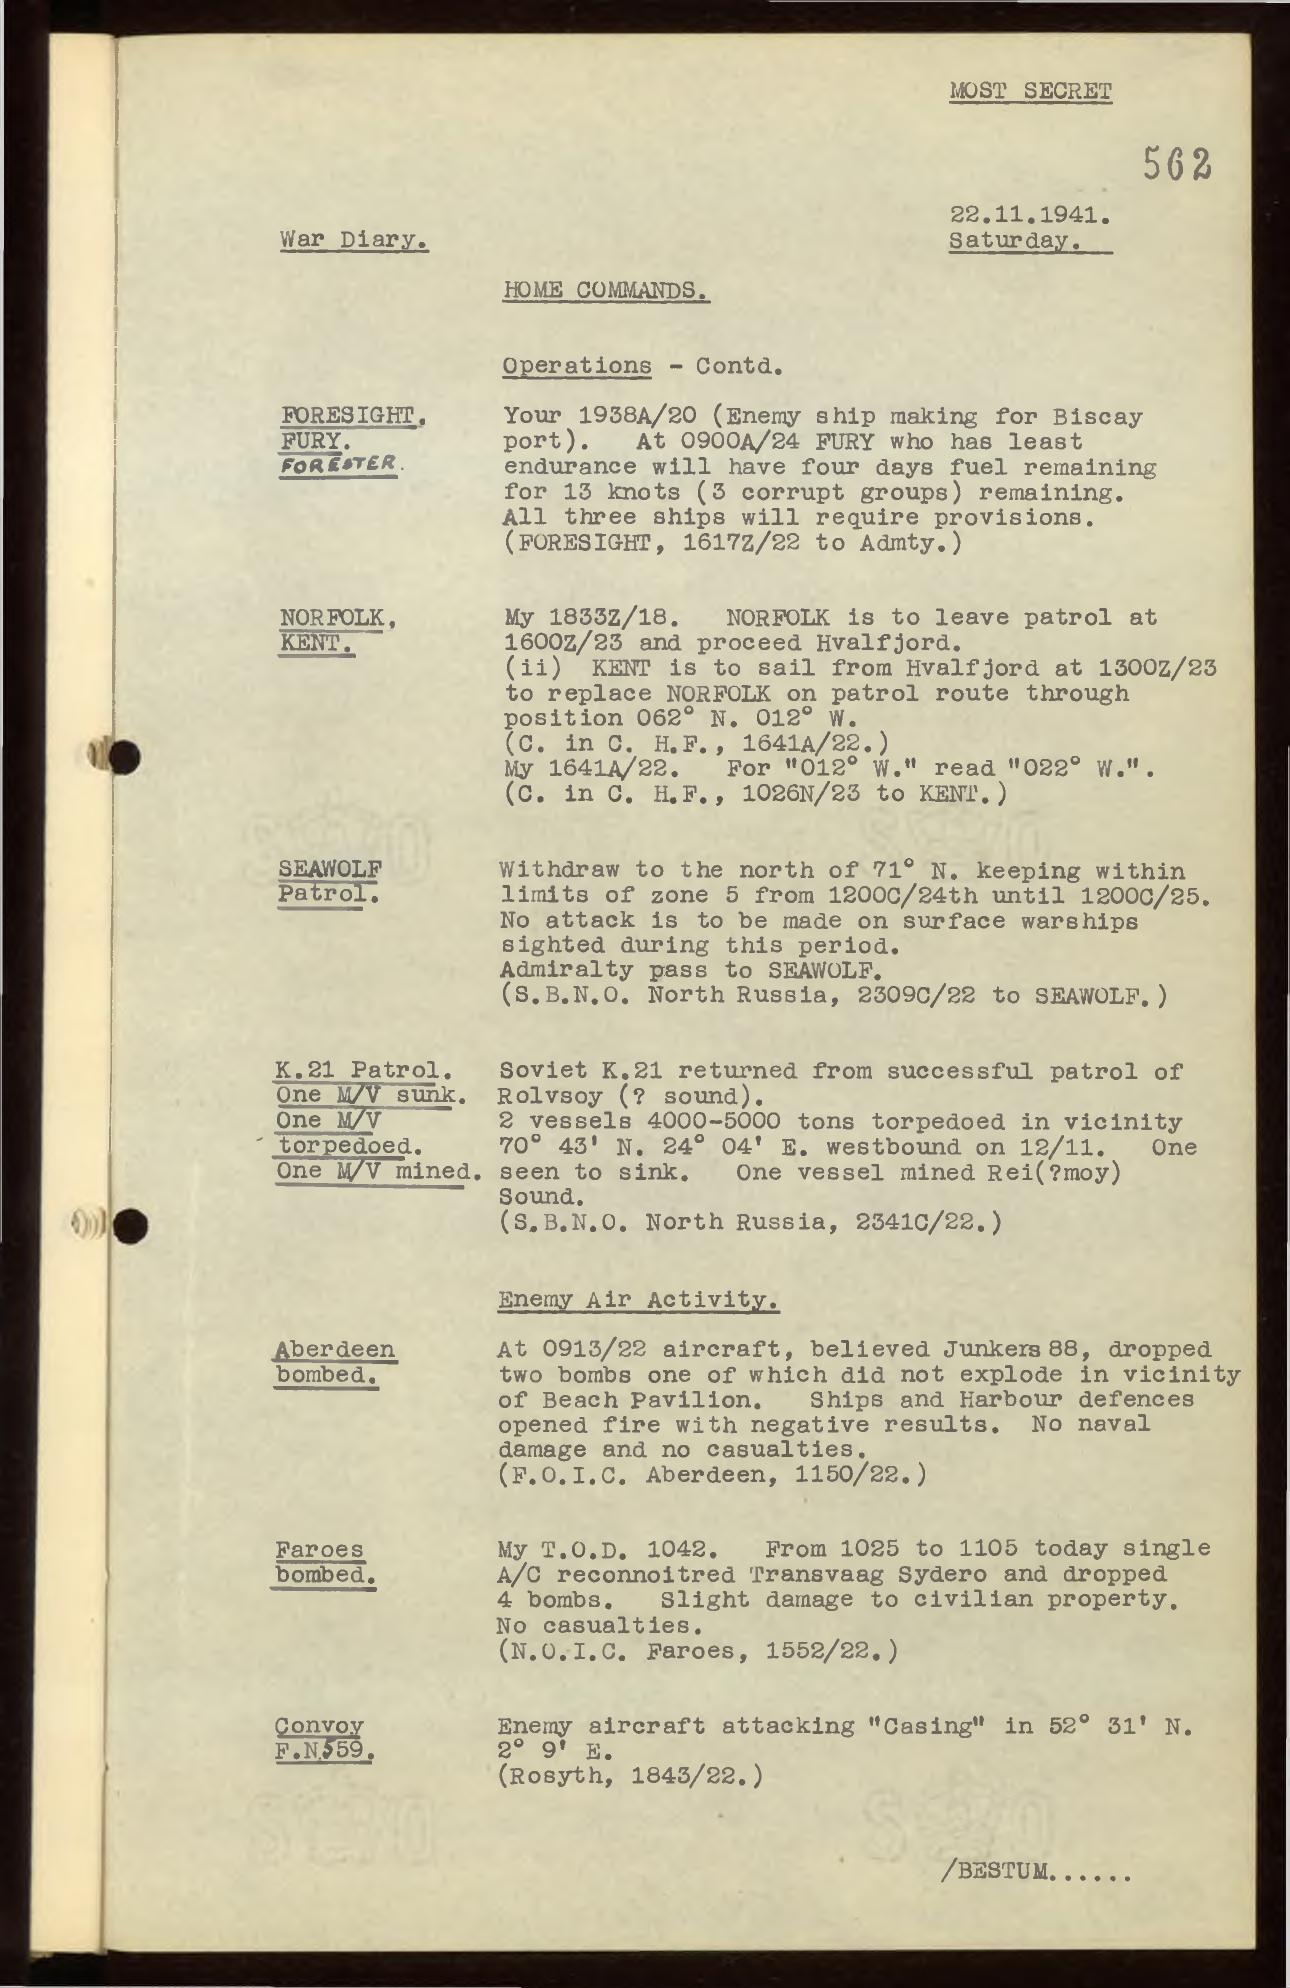 MOST SECRET
562
22.11.1941.
War Diary.
Saturday.
HOME COMMANDS.
Operations - Contd.
FORESIGHT,
FURY.
FORESTER.
Your 1938A/20 (Enemy ship making for Biscay
port). At 0900A/24 FURY who has least
endurance will have four days fuel remaining
for 13 knots (3 corrupt groups) remaining.
All three ships will require provisions.
(FORESIGHT, 1617Z/22 to Admty.)
NORFOLK,
KENT.
My 1833Z/18. NORFOLK is to leave patrol at
1600Z/23 and proceed Hvalfjord.
(ii) KENT is to sail from Hvalfjord at 1300Z/23
to replace NORFOLK on patrol route through
position 062° N. 012° W.
(C. in C. H.F., 1641A/22.)
My 1641A/22. For "012° W." read "022° W.".
(C. in C. H.F., 1026N/23 to KENT.)
SEAWOLF
Patrol.
Withdraw to the north of 71° N. keeping within
limits of zone 5 from 1200C/24th until 1200C/25.
No attack is to be made on surface warships
sighted during this period.
Admiralty pass to SEAWOLF.
(S.B.N.O. North Russia, 2309C/22 to SEAWOLF.)
K.21 Patrol.
One M/V sunk.
One M/V
torpedoed.
One M/V mined.
Soviet K.21 returned from successful patrol of
Rolvsoy (? sound).
2 vessels 4000-5000 tons torpedoed in vicinity
70° 43' N. 24° 04' E. westbound on 12/11. One
seen to sink. One vessel mined Rei(?moy)
Sound.
(S.B.N.O. North Russia, 2341C/22.)
Enemy Air Activity.
Aberdeen
bombed.
At 0913/22 aircraft, believed Junkers 88, dropped
two bombs one of which did not explode in vicinity
of Beach Pavilion. Ships and Harbour defences
opened fire with negative results. No naval
damage and no casualties.
(F.O.I.C. Aberdeen, 1150/22.)
Faroes
bombed.
My T.O.D. 1042. From 1025 to 1105 today single
A/C reconnoitred Transvaag Sydero and dropped
4 bombs. Slight damage to civilian property.
No casualties.
(N.O.I.C. Faroes, 1552/22.)
Convoy
F.N.559.
Enemy aircraft attacking "Casing" in 52° 31' N.
2° 9' E.
(Rosyth, 1843/22.)
/BESTUM......